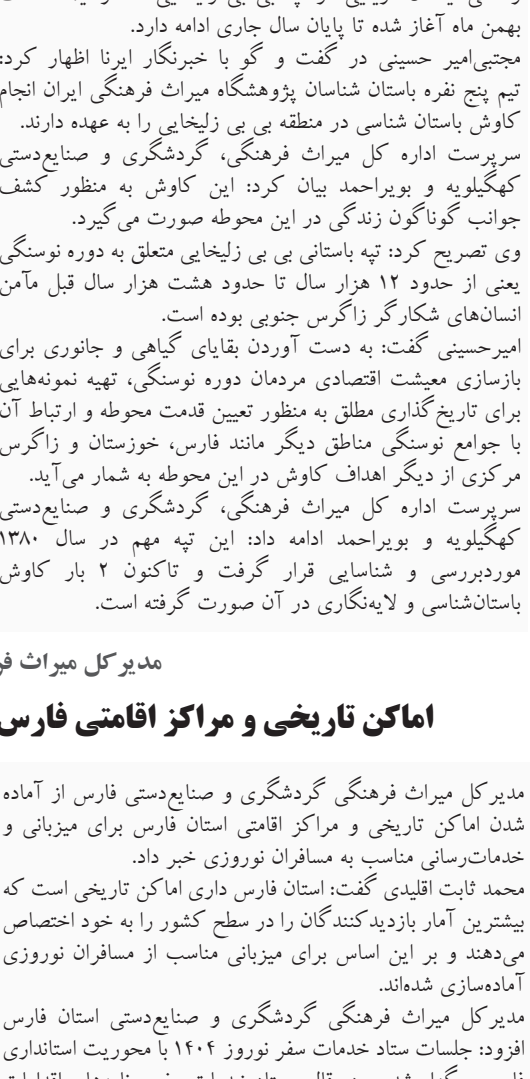 بهمن ماه آغاز شده تا پایان سال جاری ادامه دارد.
مجتبی‌امیر حسینی در گفت و گو با خبرنگار ایرنا اظهار کرد:
تیم پنج نفره باستان شناسان پژوهشگاه میراث فرهنگی ایران انجام
کاوش باستان شناسی در منطقه بی بی زلیخایی را به عهده دارند.
سرپرست اداره کل میراث فرهنگی، گردشگری و صنایع‌دستی
کهگیلویه و بویراحمد بیان کرد: این کاوش به منظور کشف
جوانب گوناگون زندگی در این محوطه صورت می‌گیرد.
وی تصریح کرد: تپه باستانی بی بی زلیخایی متعلق به دوره نوسنگی
یعنی از حدود ۱۲ هزار سال تا حدود هشت هزار سال قبل مآمن
انسان‌های شکارگر زاگرس جنوبی بوده است.
امیرحسینی گفت: به دست آوردن بقایای گیاهی و جانوری برای
بازسازی معیشت اقتصادی مردمان دوره نوسنگی، تهیه نمونه‌هایی
برای تاریخ‌گذاری مطلق به منظور تعیین قدمت محوطه و ارتباط آن
با جوامع نوسنگی مناطق دیگر مانند فارس، خوزستان و زاگرس
مرکزی از دیگر اهداف کاوش در این محوطه به شمار می‌آید.
سرپرست اداره کل میراث فرهنگی، گردشگری و صنایع‌دستی
کهگیلویه و بویراحمد ادامه داد: این تپه مهم در سال ۱۳۸۰
موردبررسی و شناسایی قرار گرفت و تاکنون ۲ بار کاوش
باستان‌شناسی و لایه‌نگاری در آن صورت گرفته است.
مدیرکل میراث
اماکن تاریخی و مراکز اقامتی فارس
مدیرکل میراث فرهنگی گردشگری و صنایع‌دستی فارس از آماده
شدن اماکن تاریخی و مراکز اقامتی استان فارس برای میزبانی و
خدمات‌رسانی مناسب به مسافران نوروزی خبر داد.
محمد ثابت اقلیدی گفت: استان فارس داری اماکن تاریخی است که
بیشترین آمار بازدیدکنندگان را در سطح کشور را به خود اختصاص
می‌دهند و بر این اساس برای میزبانی مناسب از مسافران نوروزی
آماده‌سازی شده‌اند.
مدیرکل میراث فرهنگی گردشگری و صنایع‌دستی استان فارس
افزود: جلسات ستاد خدمات سفر نوروز ۱۴۰۴ با محوریت استانداری